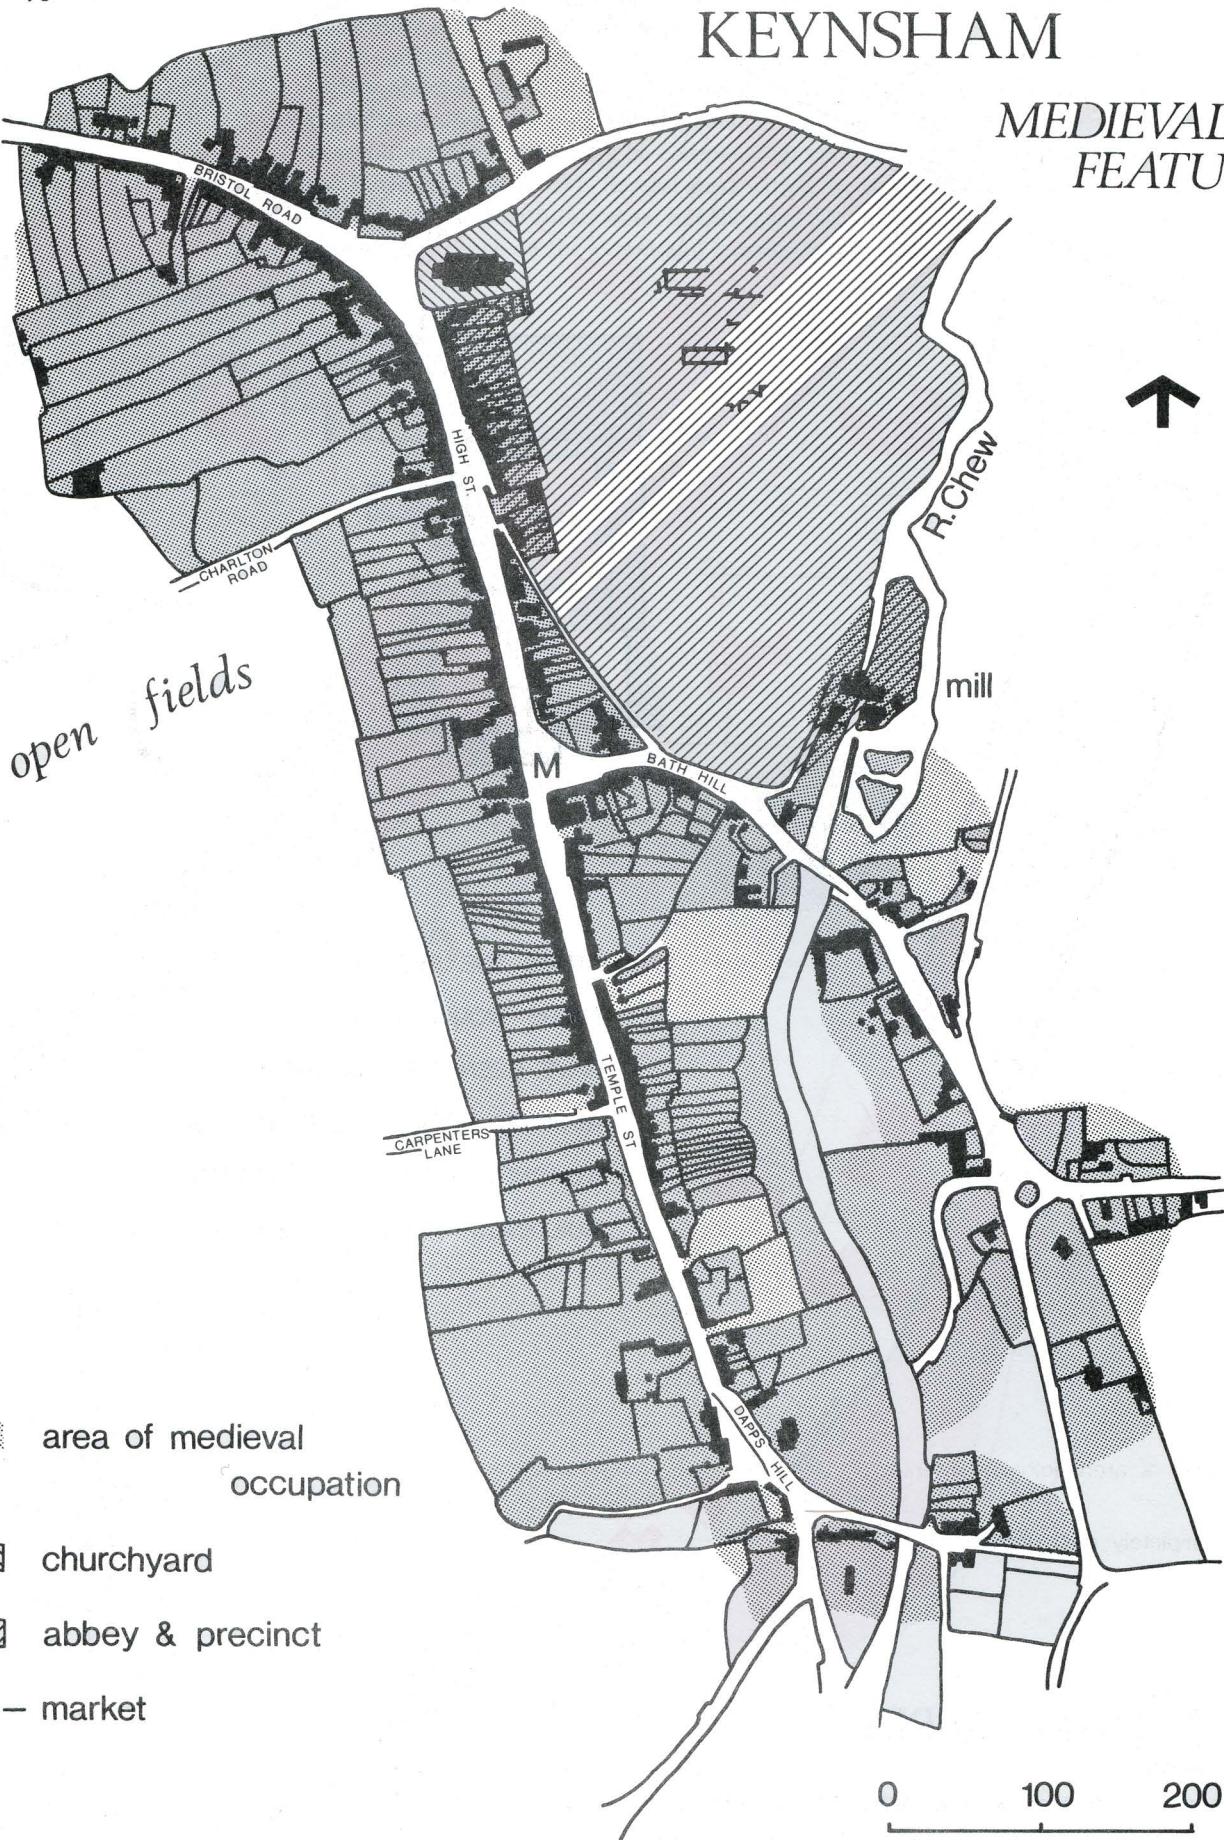 KEYNSHAM
MEDIEVAL
FEATU
BRISTOL ROAD
HIGH ST.
R. Chew
CHARLTON
ROAD
open fields
mill
M
BATH HILL
TEMPLE ST
CARPENTERS
LANE
DAPPS HILL
area of medieval
occupation
churchyard
abbey & precinct
– market
0 100 200